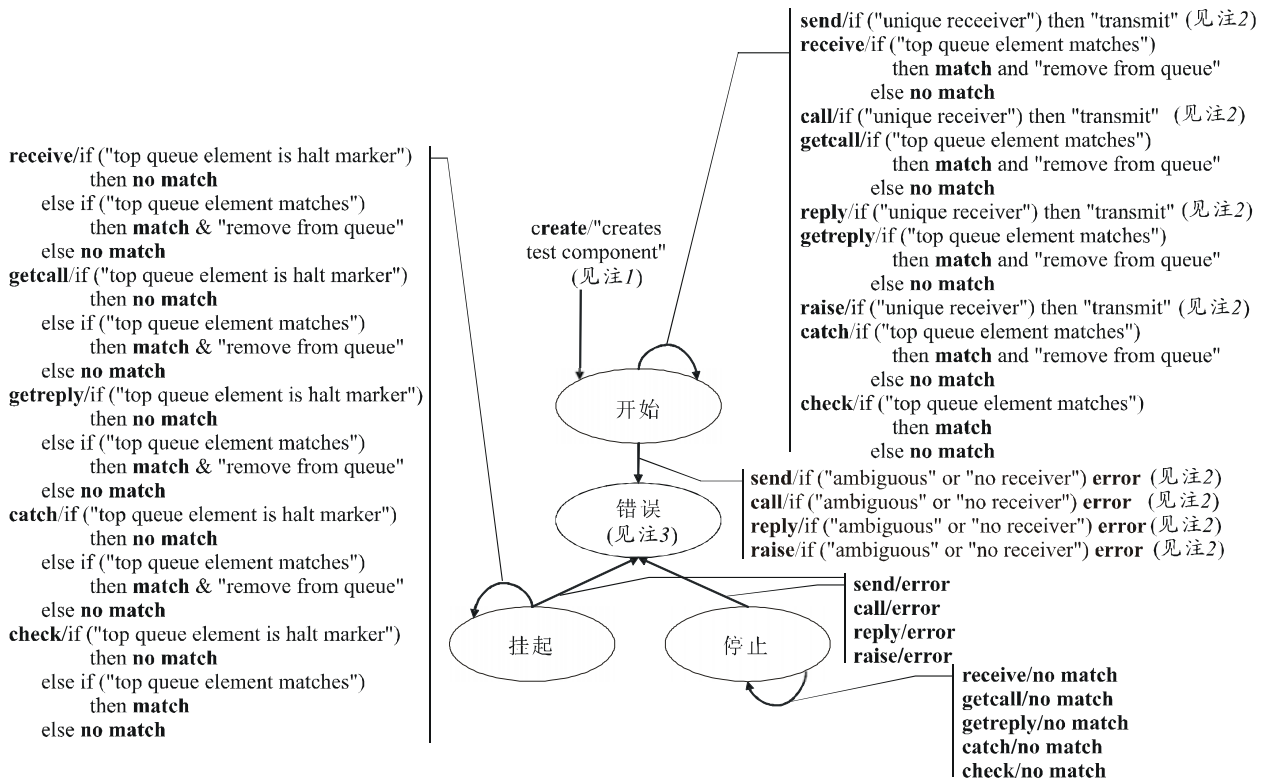 send/if ("unique receeiver") then "transmit" (见注2)
receive/if ("top queue element matches")
then match and "remove from queue"
else no match
call/if ("unique receiver") then "transmit" (见注2)
getcall/if ("top queue element matches")
then match and "remove from queue"
else no match
reply/if ("unique receiver") then "transmit" (见注2)
getreply/if ("top queue element matches")
then match and "remove from queue"
else no match
raise/if ("unique receiver") then "transmit" (见注2)
catch/if ("top queue element matches")
then match and "remove from queue"
else no match
check/if ("top queue element matches")
then match
else no match
receive/if ("top queue element is halt marker")
then no match
else if ("top queue element matches")
then match & "remove from queue"
else no match
getcall/if ("top queue element is halt marker")
then no match
else if ("top queue element matches")
then match & "remove from queue"
else no match
getreply/if ("top queue element is halt marker")
then no match
else if ("top queue element matches")
then match & "remove from queue"
else no match
catch/if ("top queue element is halt marker")
then no match
else if ("top queue element matches")
then match & "remove from queue"
else no match
check/if ("top queue element is halt marker")
then no match
else if ("top queue element matches")
then match
else no match
create/"creates
test component"
(见注1)
开始
错误
(见注3)
挂起
停止
send/if ("ambiguous" or "no receiver") error (见注2)
call/if ("ambiguous" or "no receiver") error (见注2)
reply/if ("ambiguous" or "no receiver") error (见注2)
raise/if ("ambiguous" or "no receiver") error (见注2)
send/error
call/error
reply/error
raise/error
receive/no match
getcall/no match
getreply/no match
catch/no match
check/no match